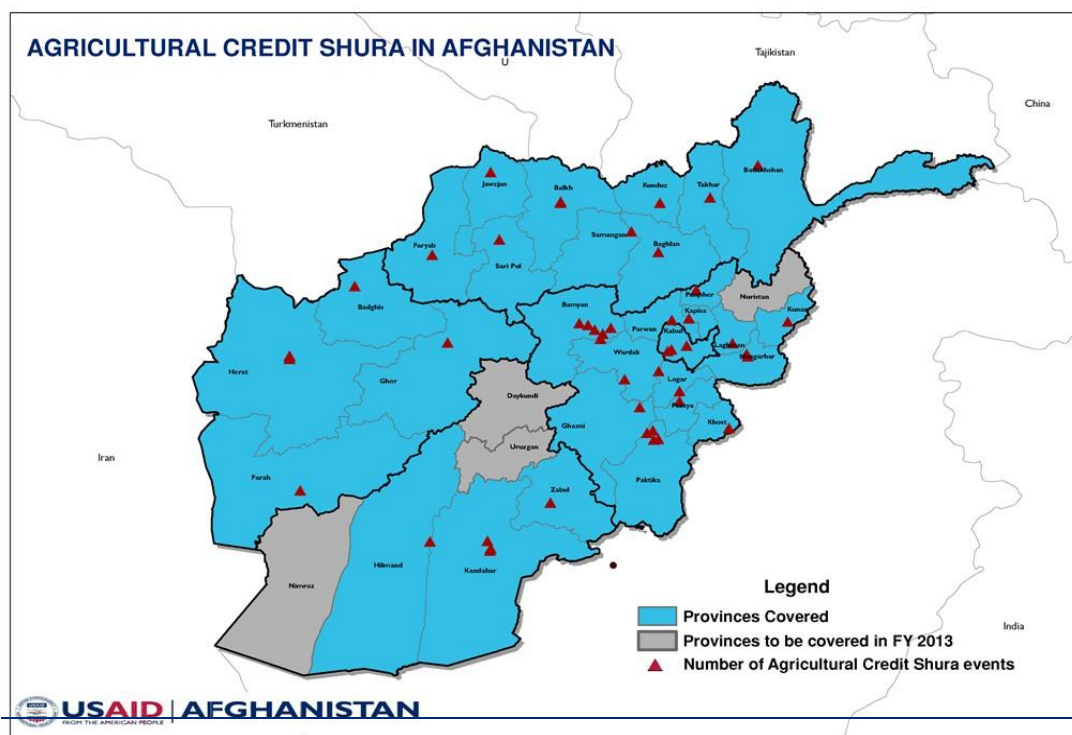 AGRICULTURAL CREDIT SHURA IN AFGHANISTAN
U
Tajikistan
China
Turkmenistan
Badakhshan
Jawzjan
Balkh
Kunduz
Takhar
Samangan
Faryab
Baghlan
Sari Pul
Panjsher
Nuristan
Badghis
Bamyan
Kapisa
Kunar
Parwan
Kabul
Laghman
Wardak
Nangarhar
Herat
Ghor
Logar
Daykundi
Paktya
Ghazni
Khost
Uruzgan
Iran
Farah
Paktika
Zabul
Hilmand
Kandahar
Nimroz
Legend
Provinces Covered
Provinces to be covered in FY 2013
Number of Agricultural Credit Shura events
India
USAID | AFGHANISTAN
FROM THE AMERICAN PEOPLE